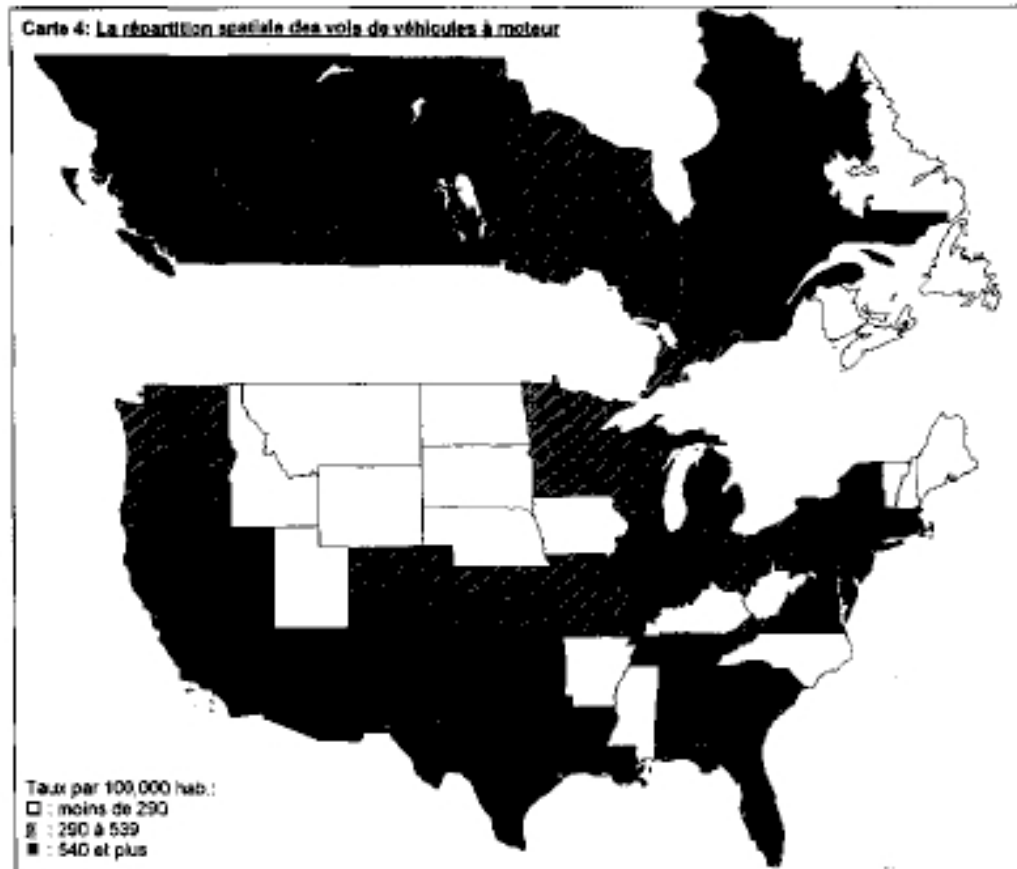 Carte 4: La répartition spatiale des vols de véhicules à moteur
Taux par 100,000 hab.:
: moins de 290
: 290 à 539
: 540 et plus